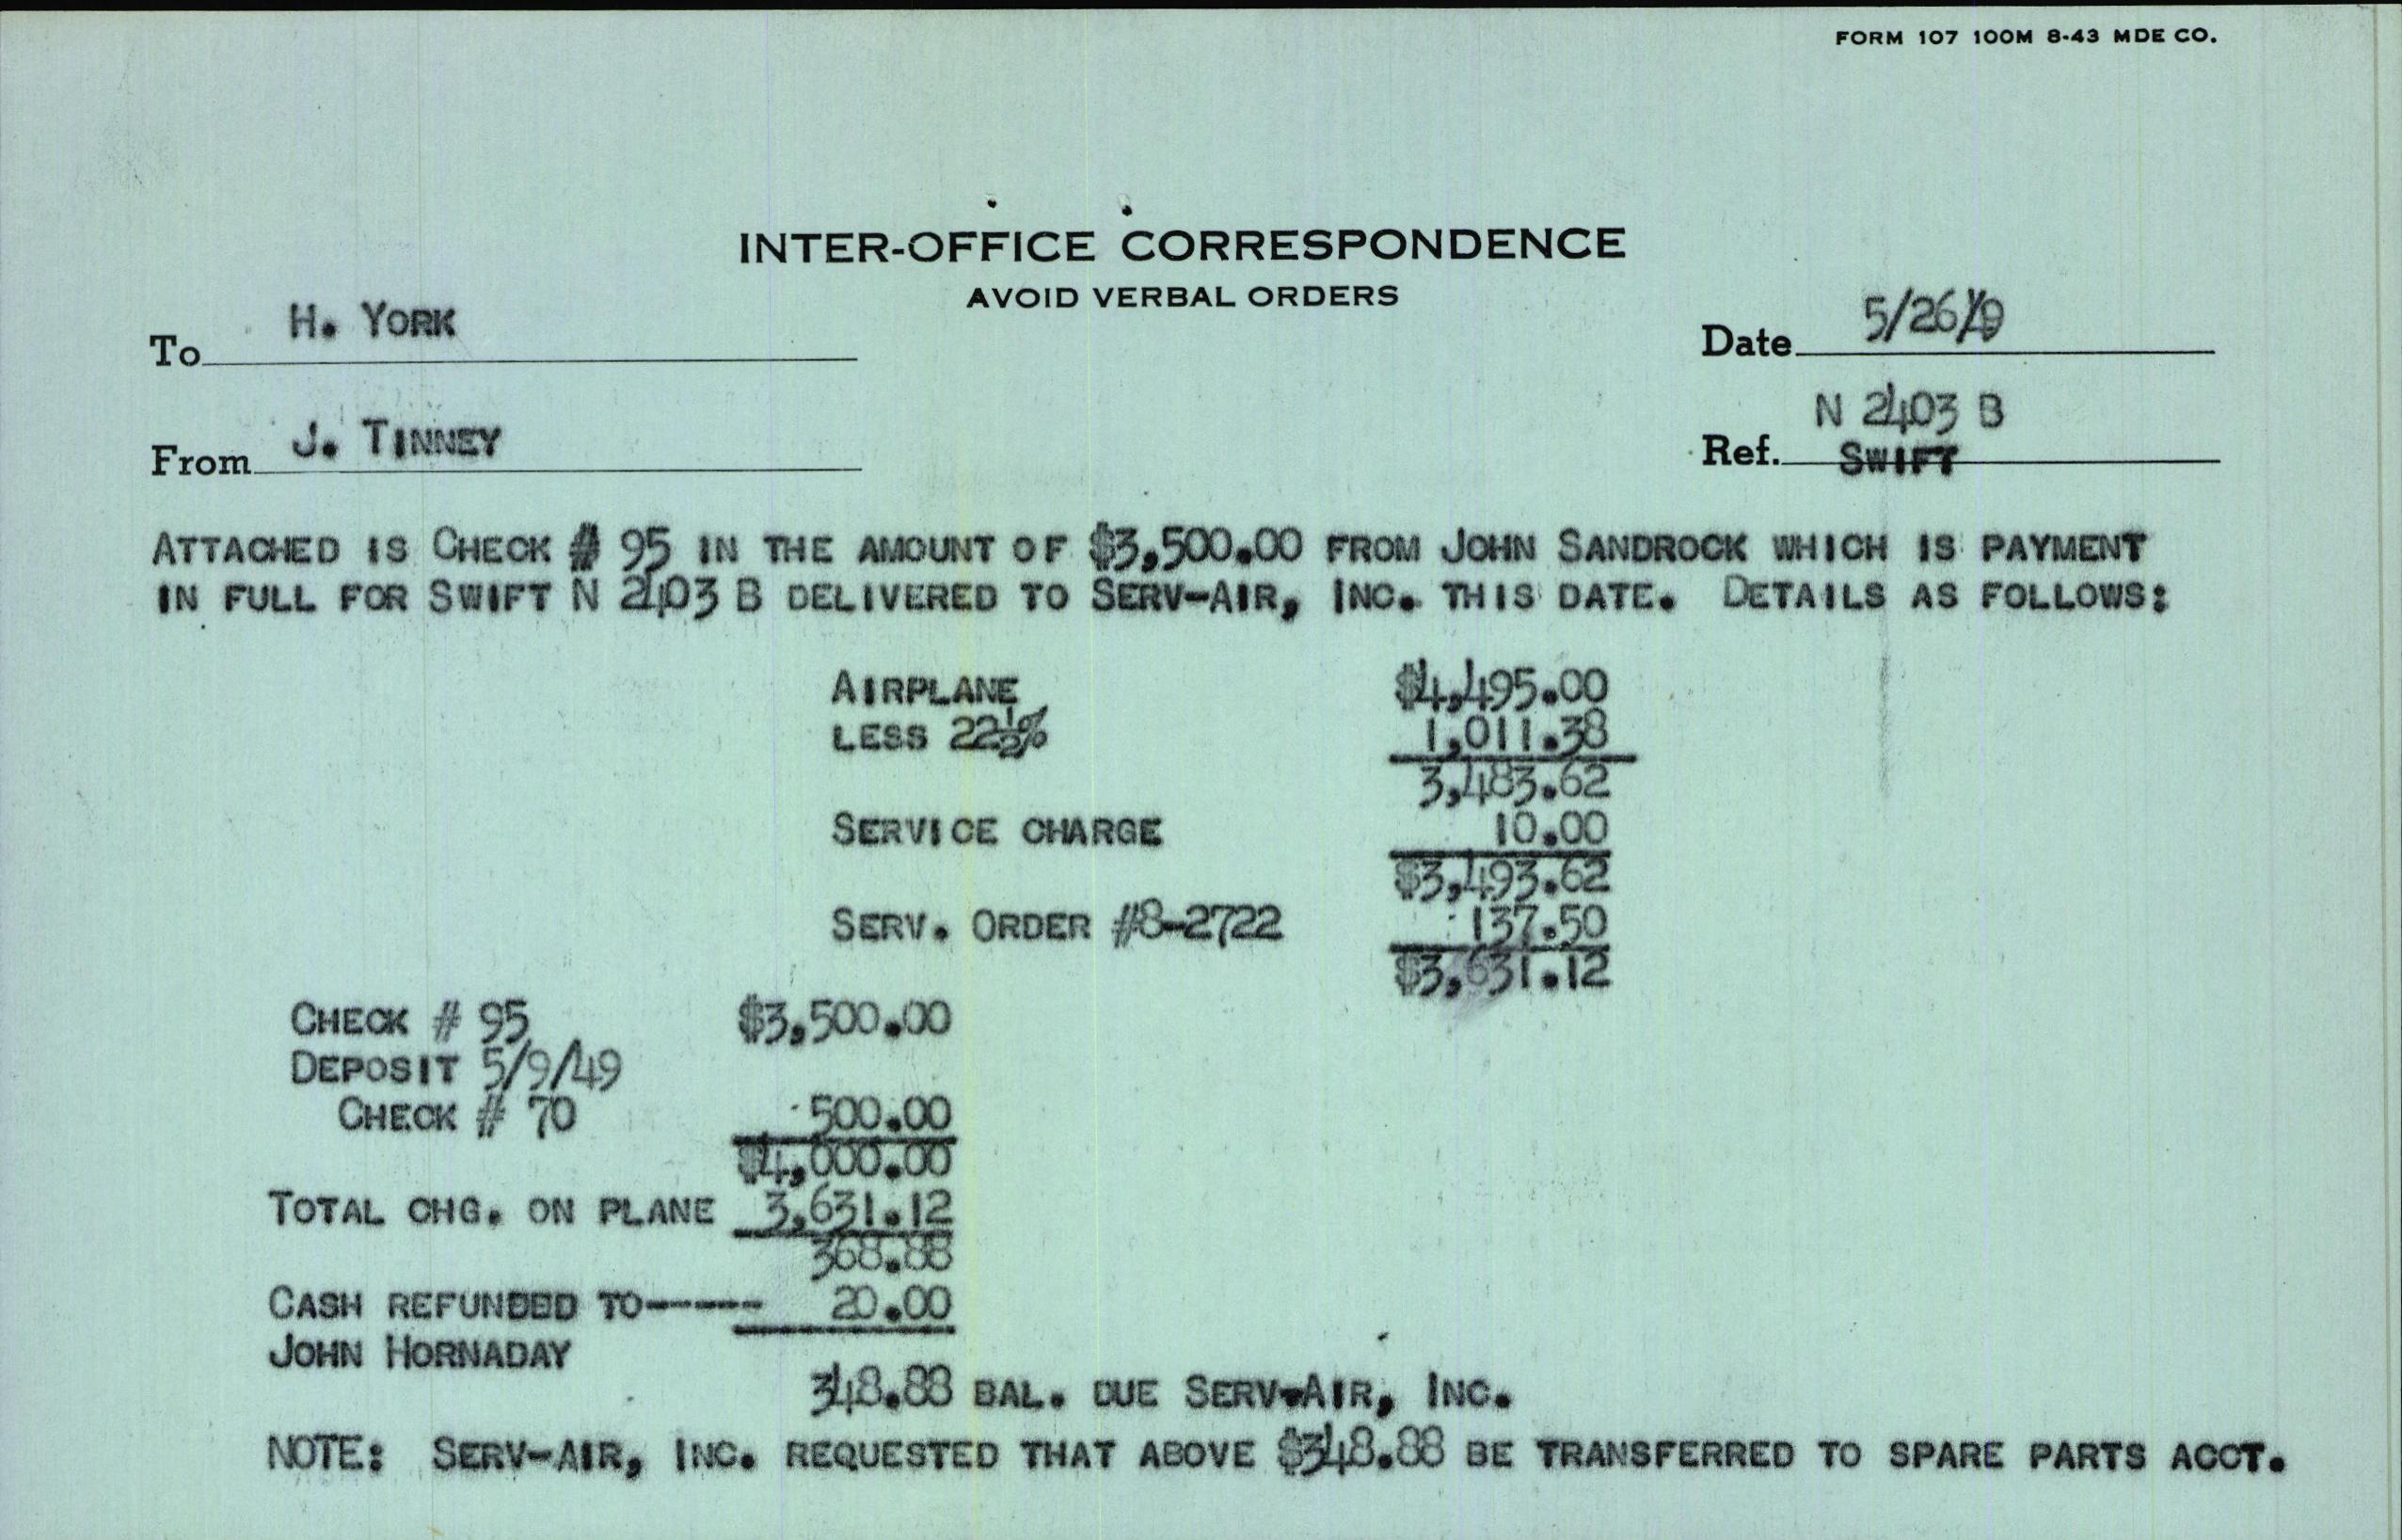 FORM 107 100M 8-43 MDE CO.
INTER-OFFICE CORRESPONDENCE
AVOID VERBAL ORDERS
To H. YORK
Date 5/26/49
From J. TINNEY
Ref. N 2403 B
SWIFT
ATTACHED IS CHECK # 95 IN THE AMOUNT OF $3,500.00 FROM JOHN SANDROCK WHICH IS PAYMENT
IN FULL FOR SWIFT N 2403 B DELIVERED TO SERV-AIR, INC. THIS DATE. DETAILS AS FOLLOWS:
AIRPLANE $4,495.00
LESS 22½% 1,011.38
3,483.62
SERVICE CHARGE 10.00
$3,493.62
SERV. ORDER #8-2722 137.50
$3,631.12
CHECK # 95 $3,500.00
DEPOSIT 5/9/49
CHECK # 70 500.00
$4,000.00
TOTAL CHG. ON PLANE 3,631.12
368.88
CASH REFUNDED TO----- 20.00
JOHN HORNADAY
348.88 BAL. DUE SERV-AIR, INC.
NOTE: SERV-AIR, INC. REQUESTED THAT ABOVE $348.88 BE TRANSFERRED TO SPARE PARTS ACCT.